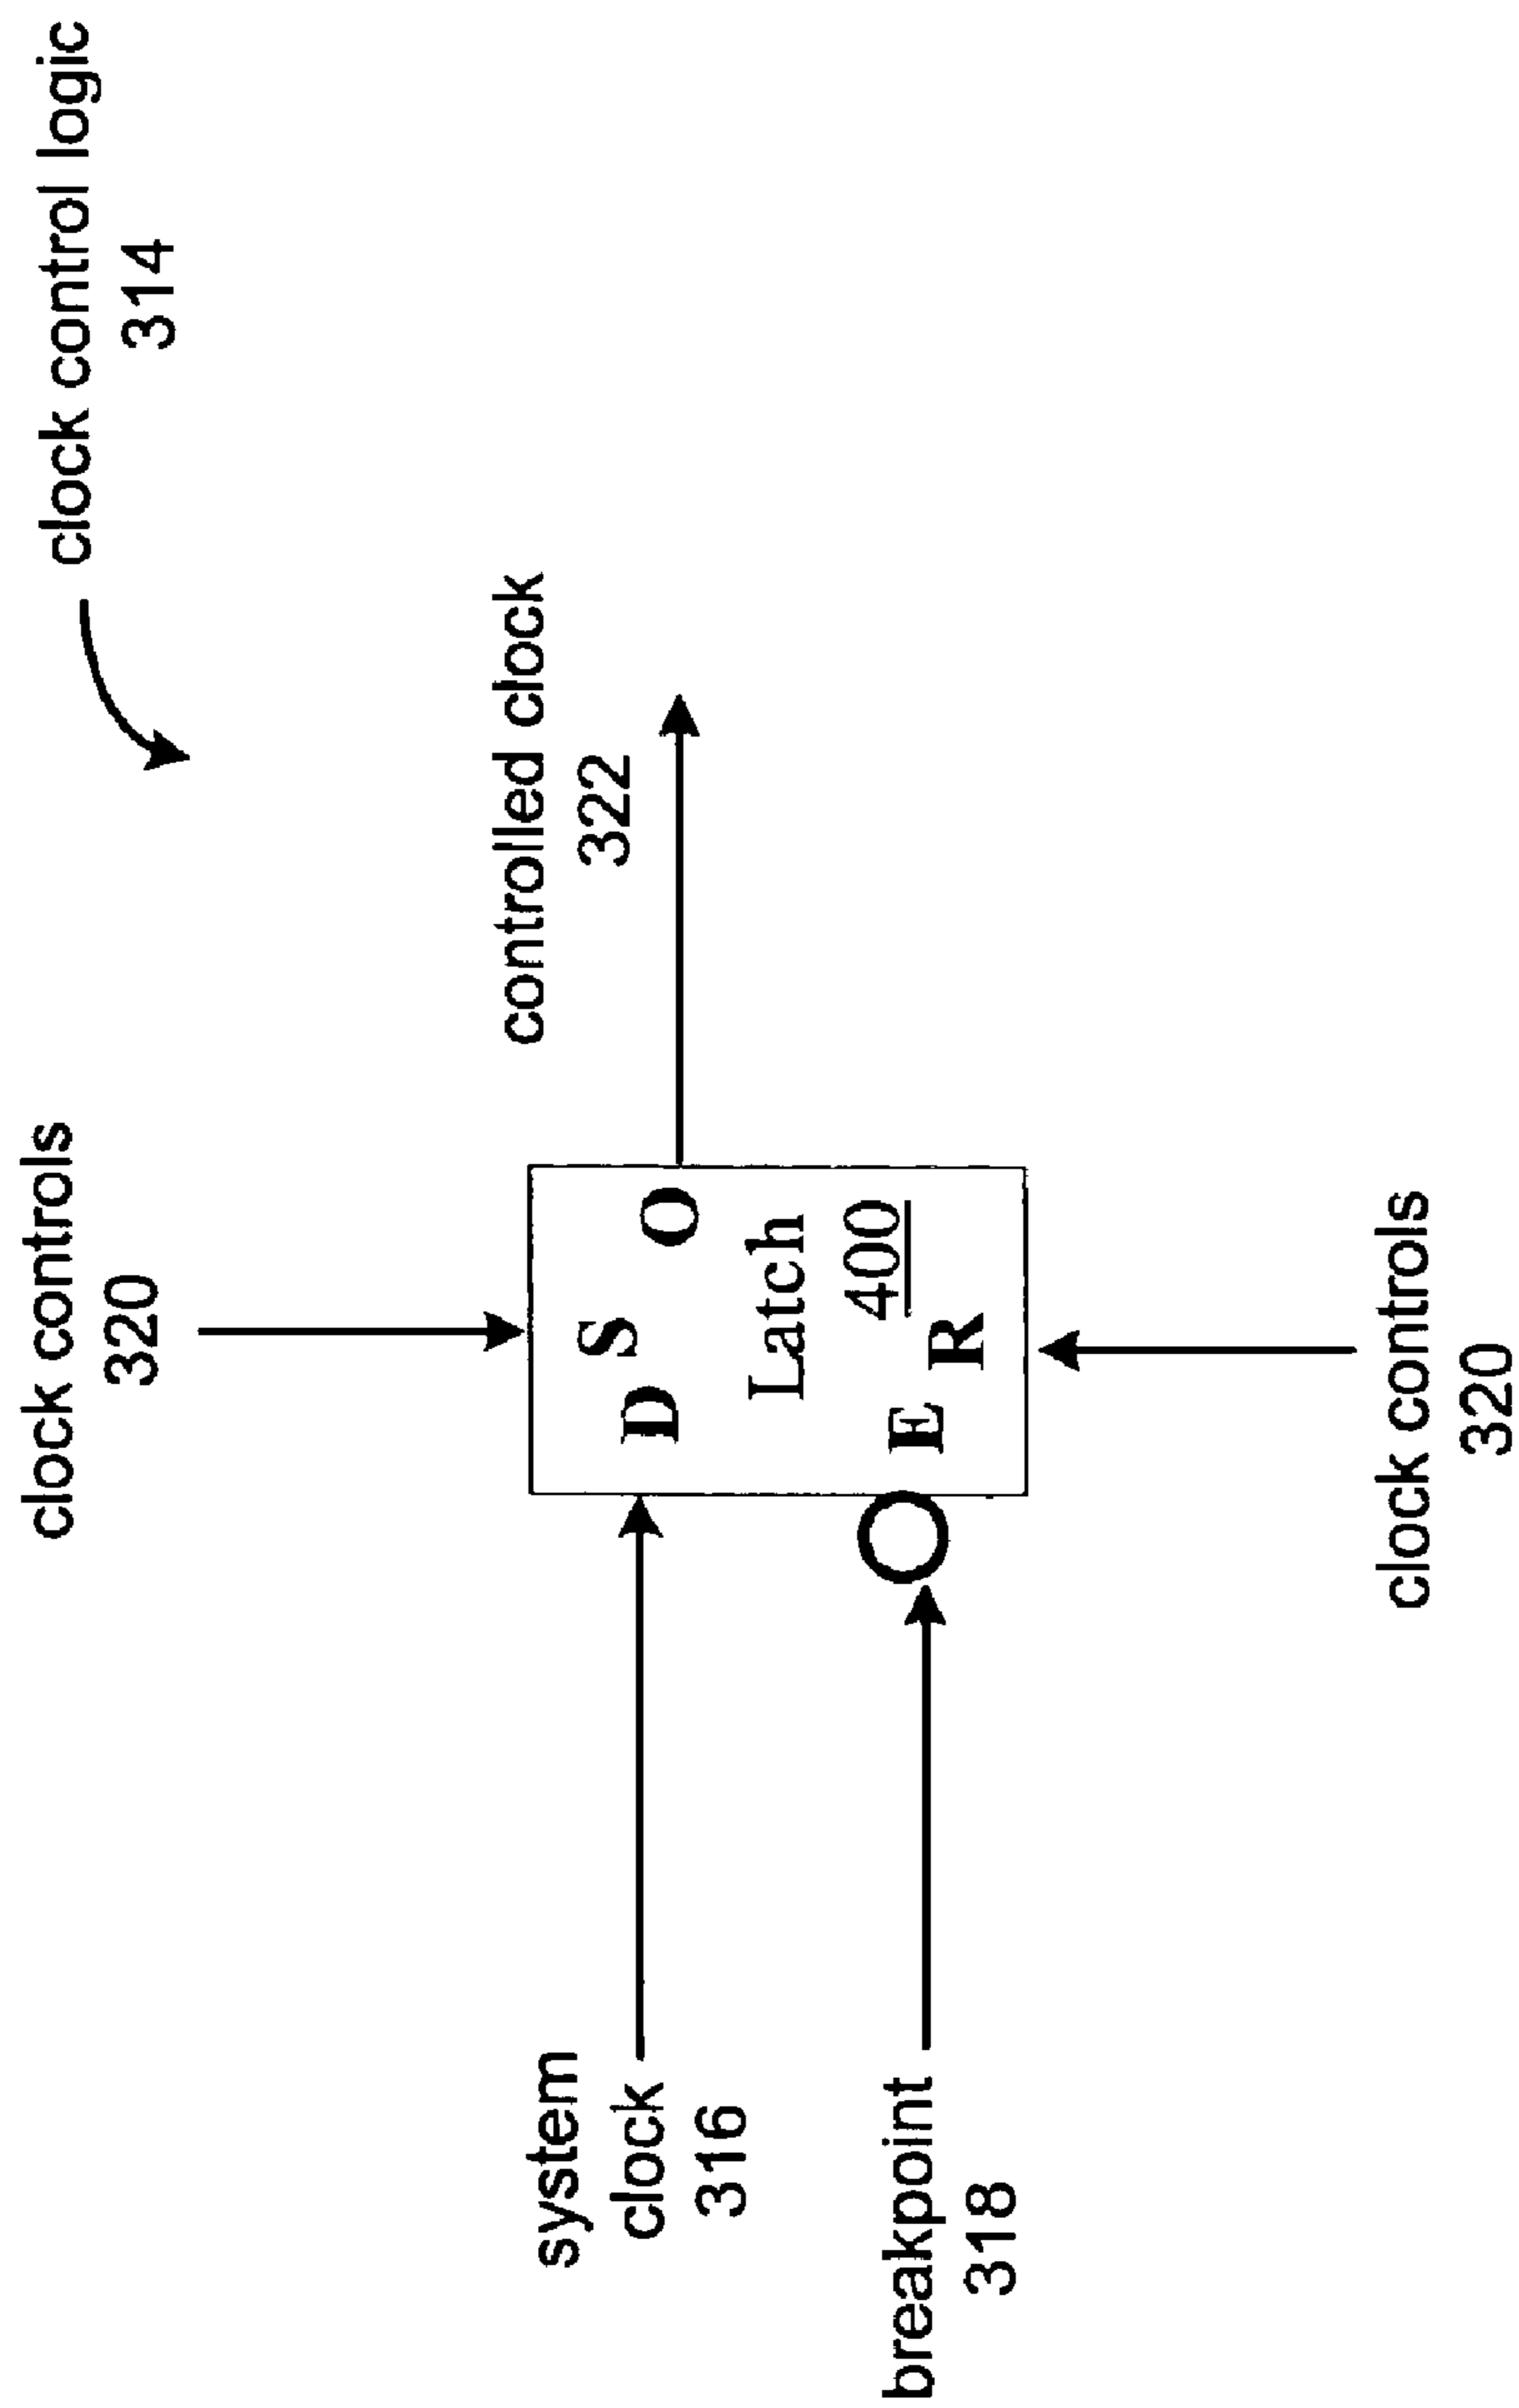 clock control logic
314
clock controls
320
controlled clock
322
system
clock
316
D
S
O
Latch
400
E
R
breakpoint
318
clock controls
320